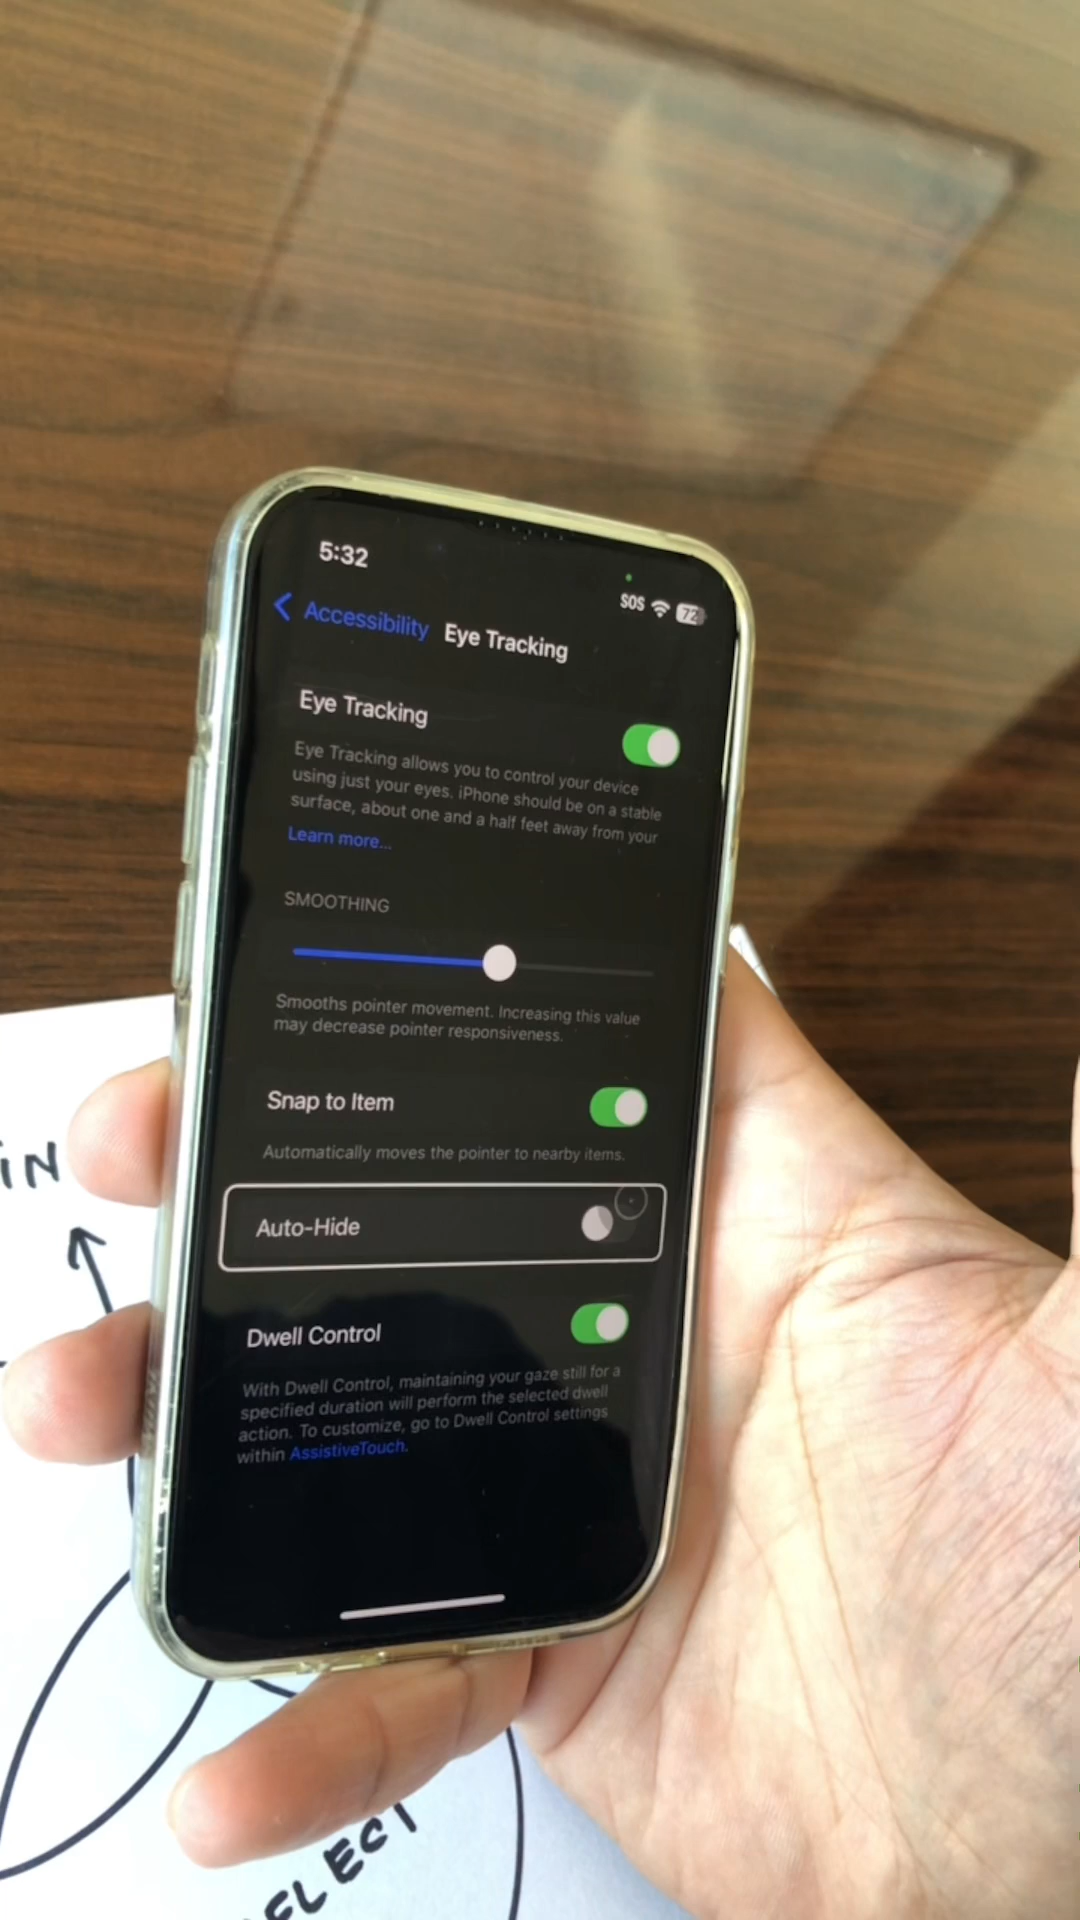 5:32
SOS 72
Accessibility Eye Tracking
Eye Tracking
Eye Tracking allows you to control your device
using just your eyes. iPhone should be on a stable
surface, about one and a half feet away from your
Learn more...
SMOOTHING
Smooths pointer movement. Increasing this value
may decrease pointer responsiveness.
Snap to Item
Automatically moves the pointer to nearby items.
Auto-Hide
Dwell Control
With Dwell Control, maintaining your gaze still for a
specified duration will perform the selected dwell
action. To customize, go to Dwell Control settings
within AssistiveTouch.